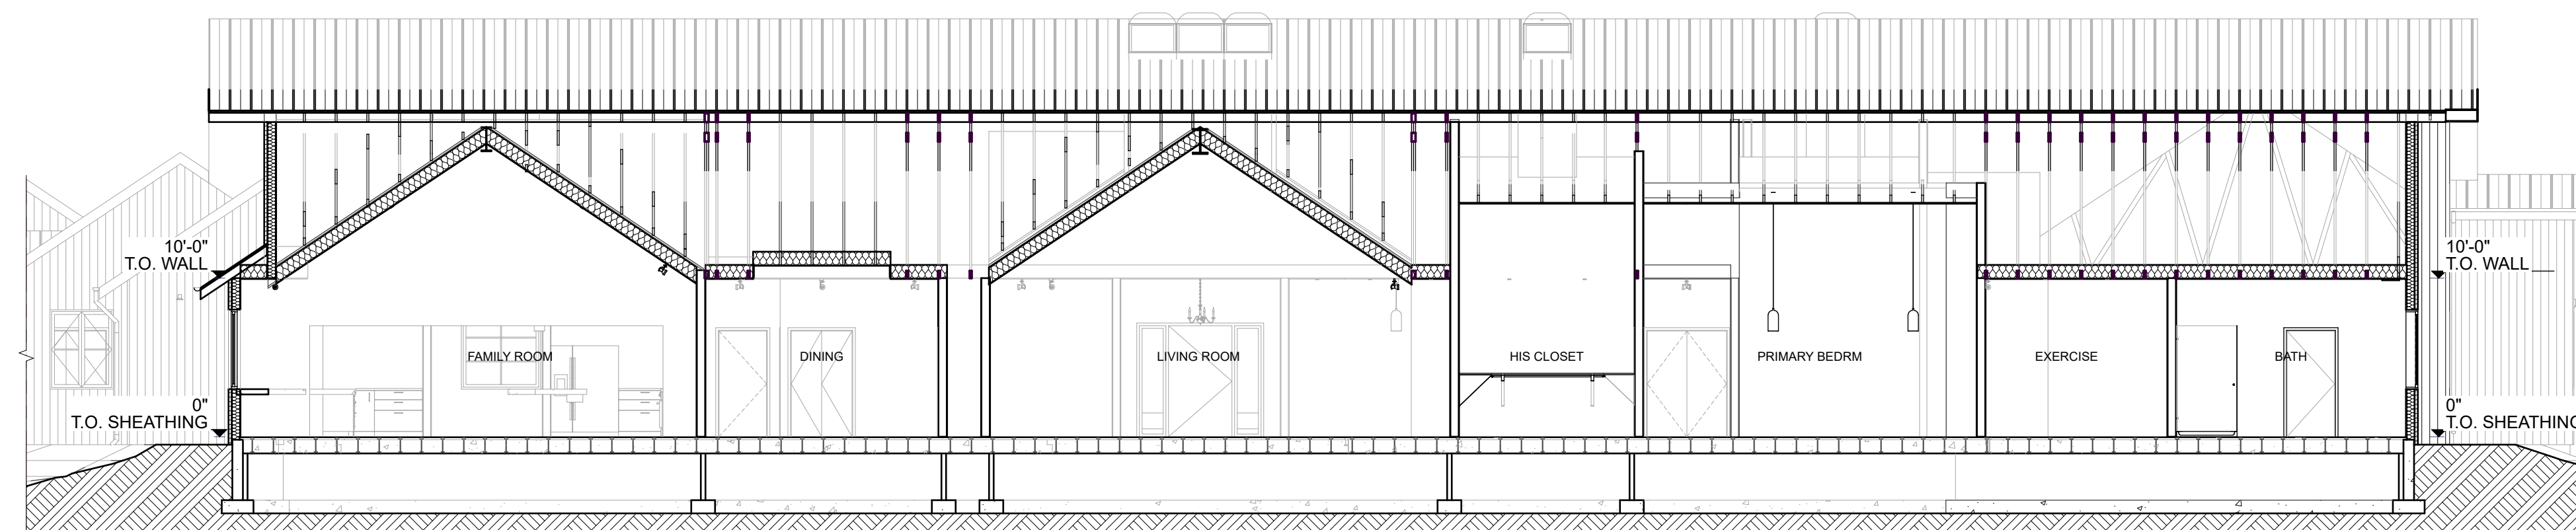 10'-0"
T.O. WALL
0"
T.O. SHEATHING
FAMILY ROOM
DINING
LIVING ROOM
HIS CLOSET
PRIMARY BEDRM
EXERCISE
BATH
10'-0"
T.O. WALL
0"
T.O. SHEATHING